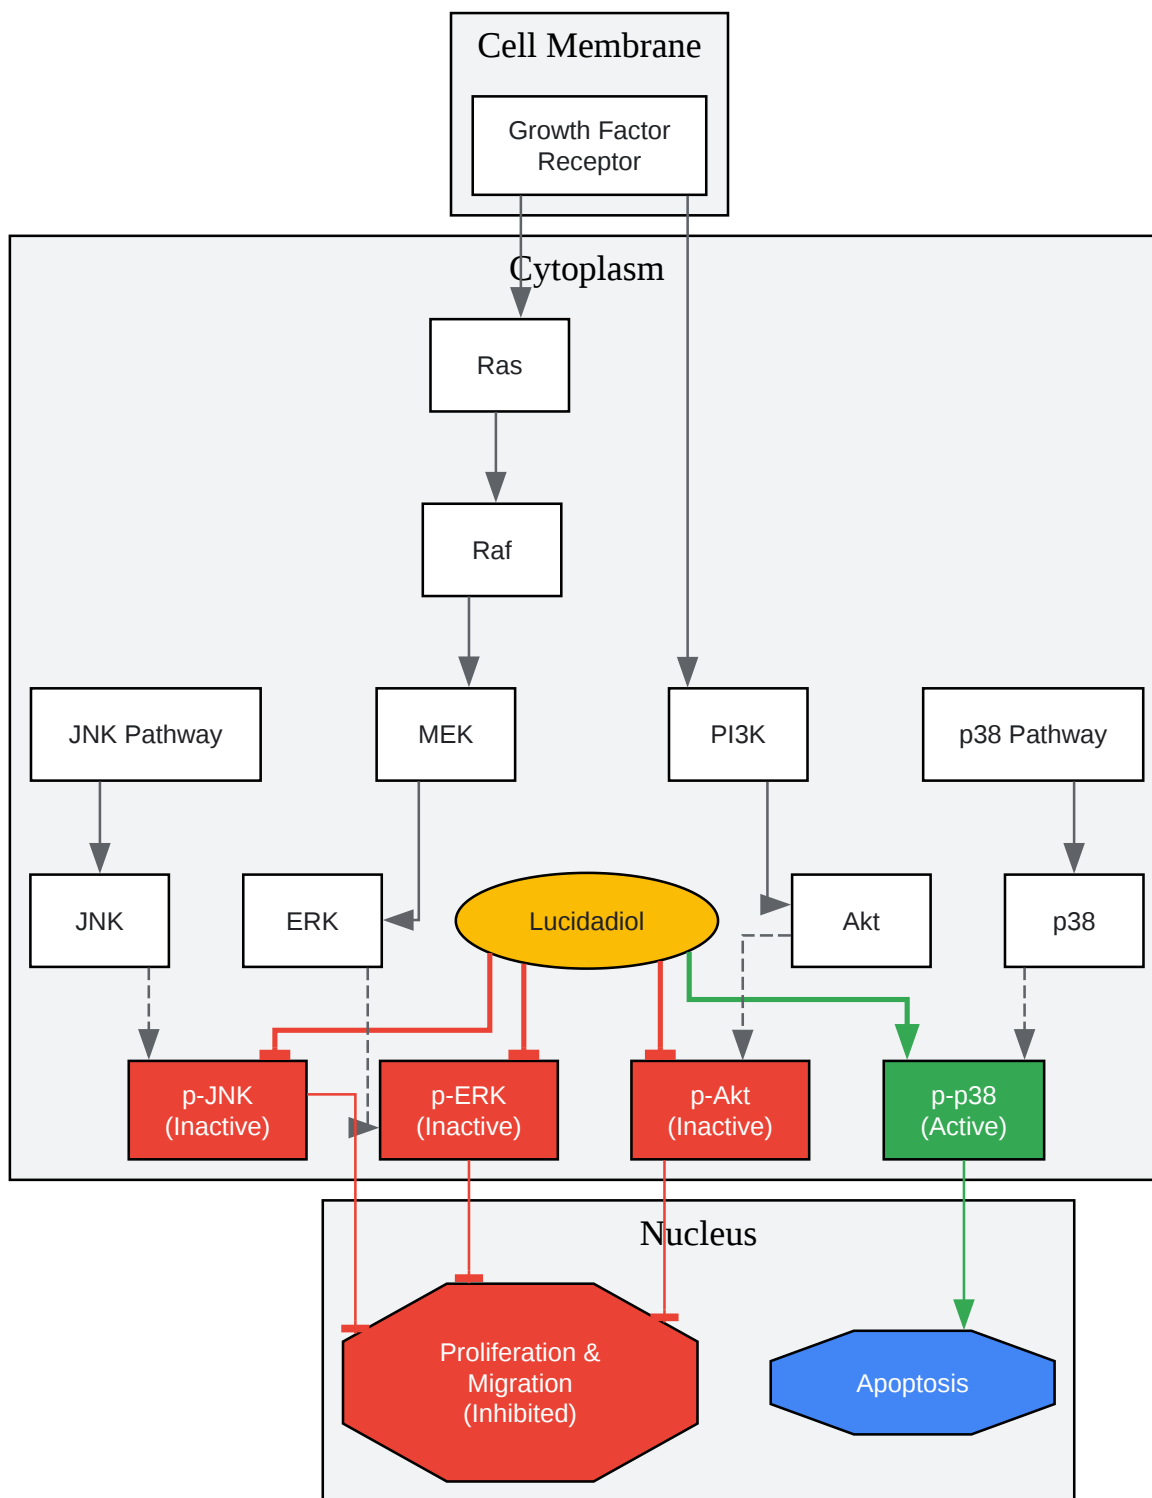 Cell Membrane
Growth Factor
Receptor
Cytoplasm
Ras
Raf
JNK Pathway
MEK
PI3K
p38 Pathway
JNK
ERK
Lucidadiol
Akt
p38
p-JNK
(Inactive)
p-ERK
(Inactive)
p-Akt
(Inactive)
p-p38
(Active)
Nucleus
Proliferation &
Migration
(Inhibited)
Apoptosis